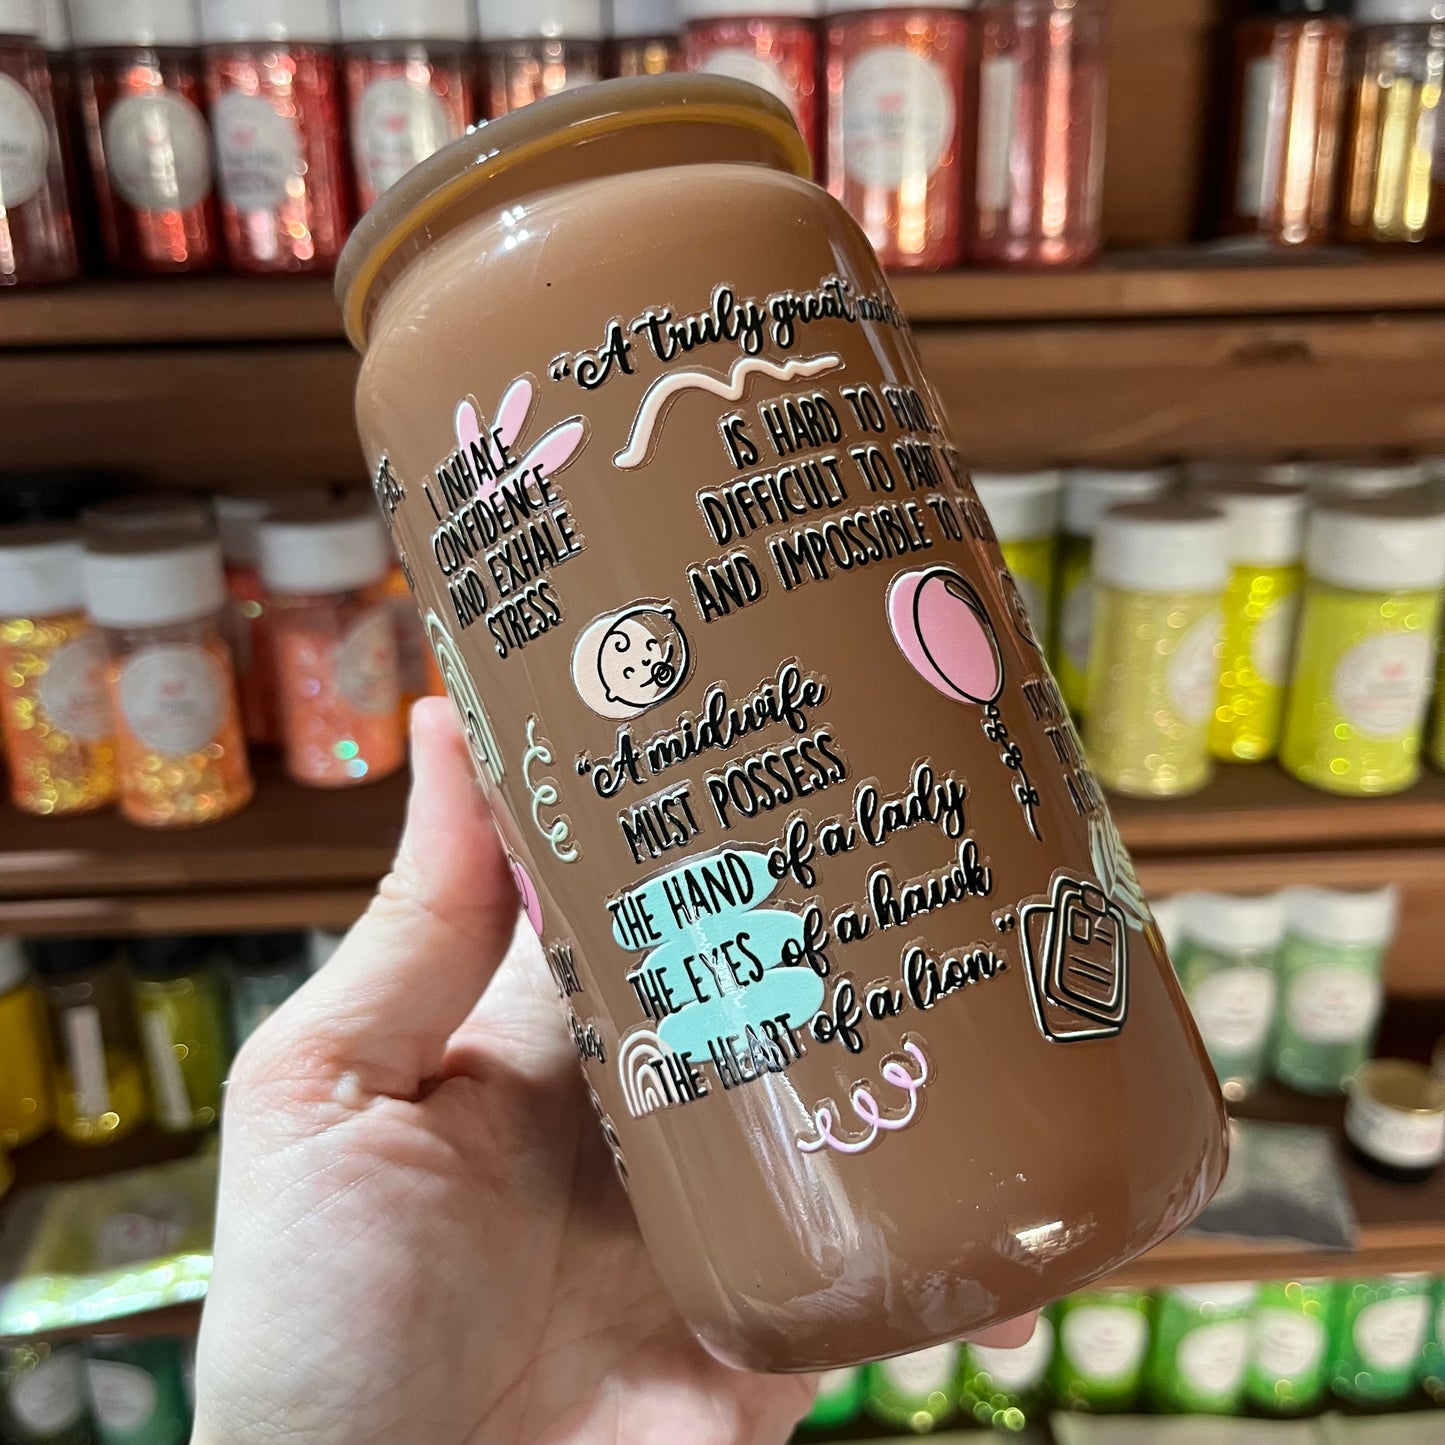 "A truly great
IS HARD TO FIND,
DIFFICULT TO PART
AND IMPOSSIBLE TO
I INHALE
CONFIDENCE
AND EXHALE
STRESS
"A midwife
MUST POSSESS
THE HAND of a lady
THE EYES of a hawk
THE HEART of a lion."